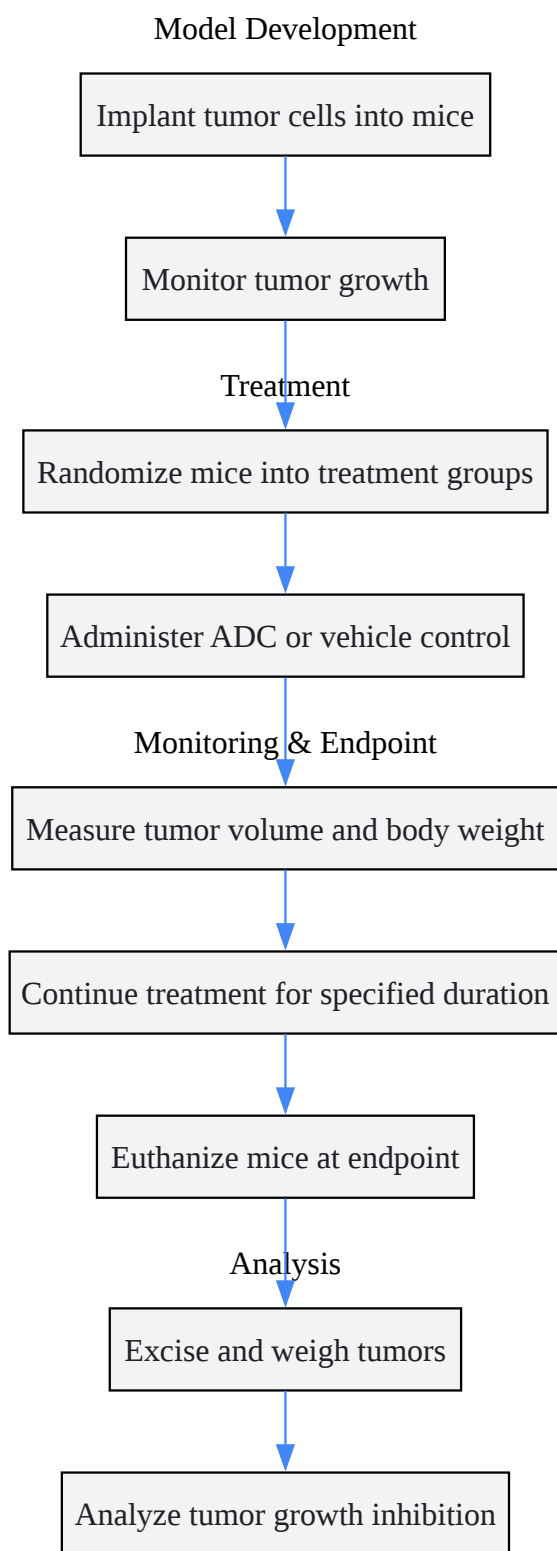 Model Development
Implant tumor cells into mice
Monitor tumor growth
Treatment
Randomize mice into treatment groups
Administer ADC or vehicle control
Monitoring & Endpoint
Measure tumor volume and body weight
Continue treatment for specified duration
Euthanize mice at endpoint
Analysis
Excise and weigh tumors
Analyze tumor growth inhibition